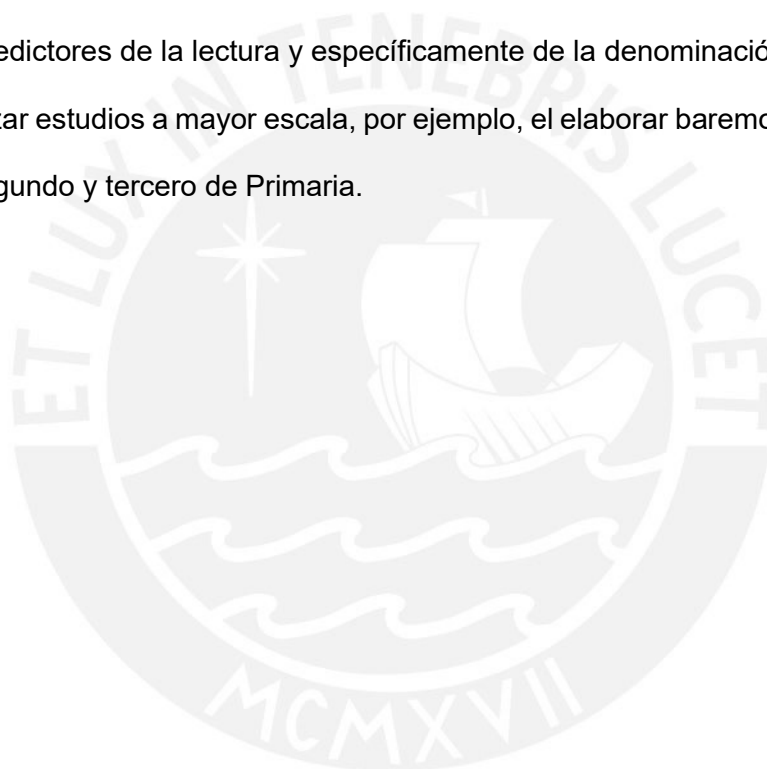 edictores de la lectura y específicamente de la denominació
zar estudios a mayor escala, por ejemplo, el elaborar baremo
gundo y tercero de Primaria.
ET LUX IN TENEBRIS LUCET
MCMXVII